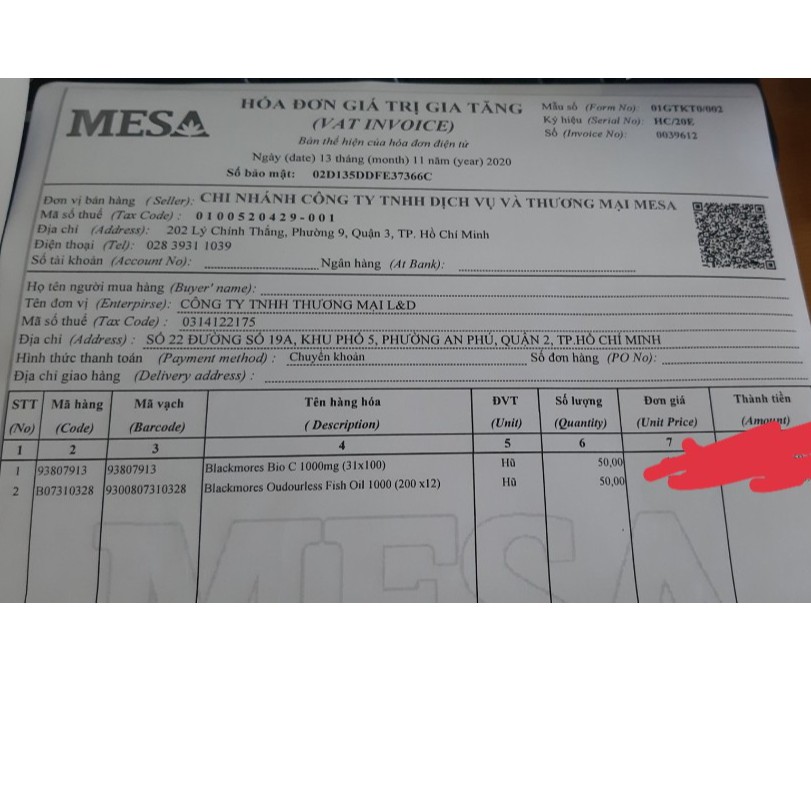 MESA
HÓA ĐƠN GIÁ TRỊ GIA TĂNG
(VAT INVOICE)
Bản thể hiện của hóa đơn điện tử
Ngày (date) 13 tháng (month) 11 năm (year) 2020
Số bảo mật: 02D135DDFE37366C
Mẫu số (Form No): 01GTKT0/002
Ký hiệu (Serial No): HC/20E
Số (Invoice No): 0039612
Đơn vị bán hàng (Seller): CHI NHÁNH CÔNG TY TNHH DỊCH VỤ VÀ THƯƠNG MẠI MESA
Mã số thuế (Tax Code) : 0100520429-001
Địa chỉ (Address): 202 Lý Chính Thắng, Phường 9, Quận 3, TP. Hồ Chí Minh
Điện thoại (Tel): 028 3931 1039
Số tài khoản (Account No): Ngân hàng (At Bank):
Họ tên người mua hàng (Buyer' name):
Tên đơn vị (Enterpirse): CÔNG TY TNHH THƯƠNG MẠI L&D
Mã số thuế (Tax Code) : 0314122175
Địa chỉ (Address) : SỐ 22 ĐƯỜNG SỐ 19A, KHU PHỐ 5, PHƯỜNG AN PHÚ, QUẬN 2, TP.HỒ CHÍ MINH
Hình thức thanh toán (Payment method) : Chuyển khoản Số đơn hàng (PO No):
Địa chỉ giao hàng (Delivery address) :
STT Mã hàng Mã vạch Tên hàng hóa ĐVT Số lượng Đơn giá Thành tiền
(No) (Code) (Barcode) ( Description) (Unit) (Quantity) (Unit Price) (Amount)
1 2 3 4 5 6 7
1 93807913 93807913 Blackmores Bio C 1000mg (31x100) Hũ 50,00
2 B07310328 9300807310328 Blackmores Oudourless Fish Oil 1000 (200 x12) Hũ 50,00
MESA